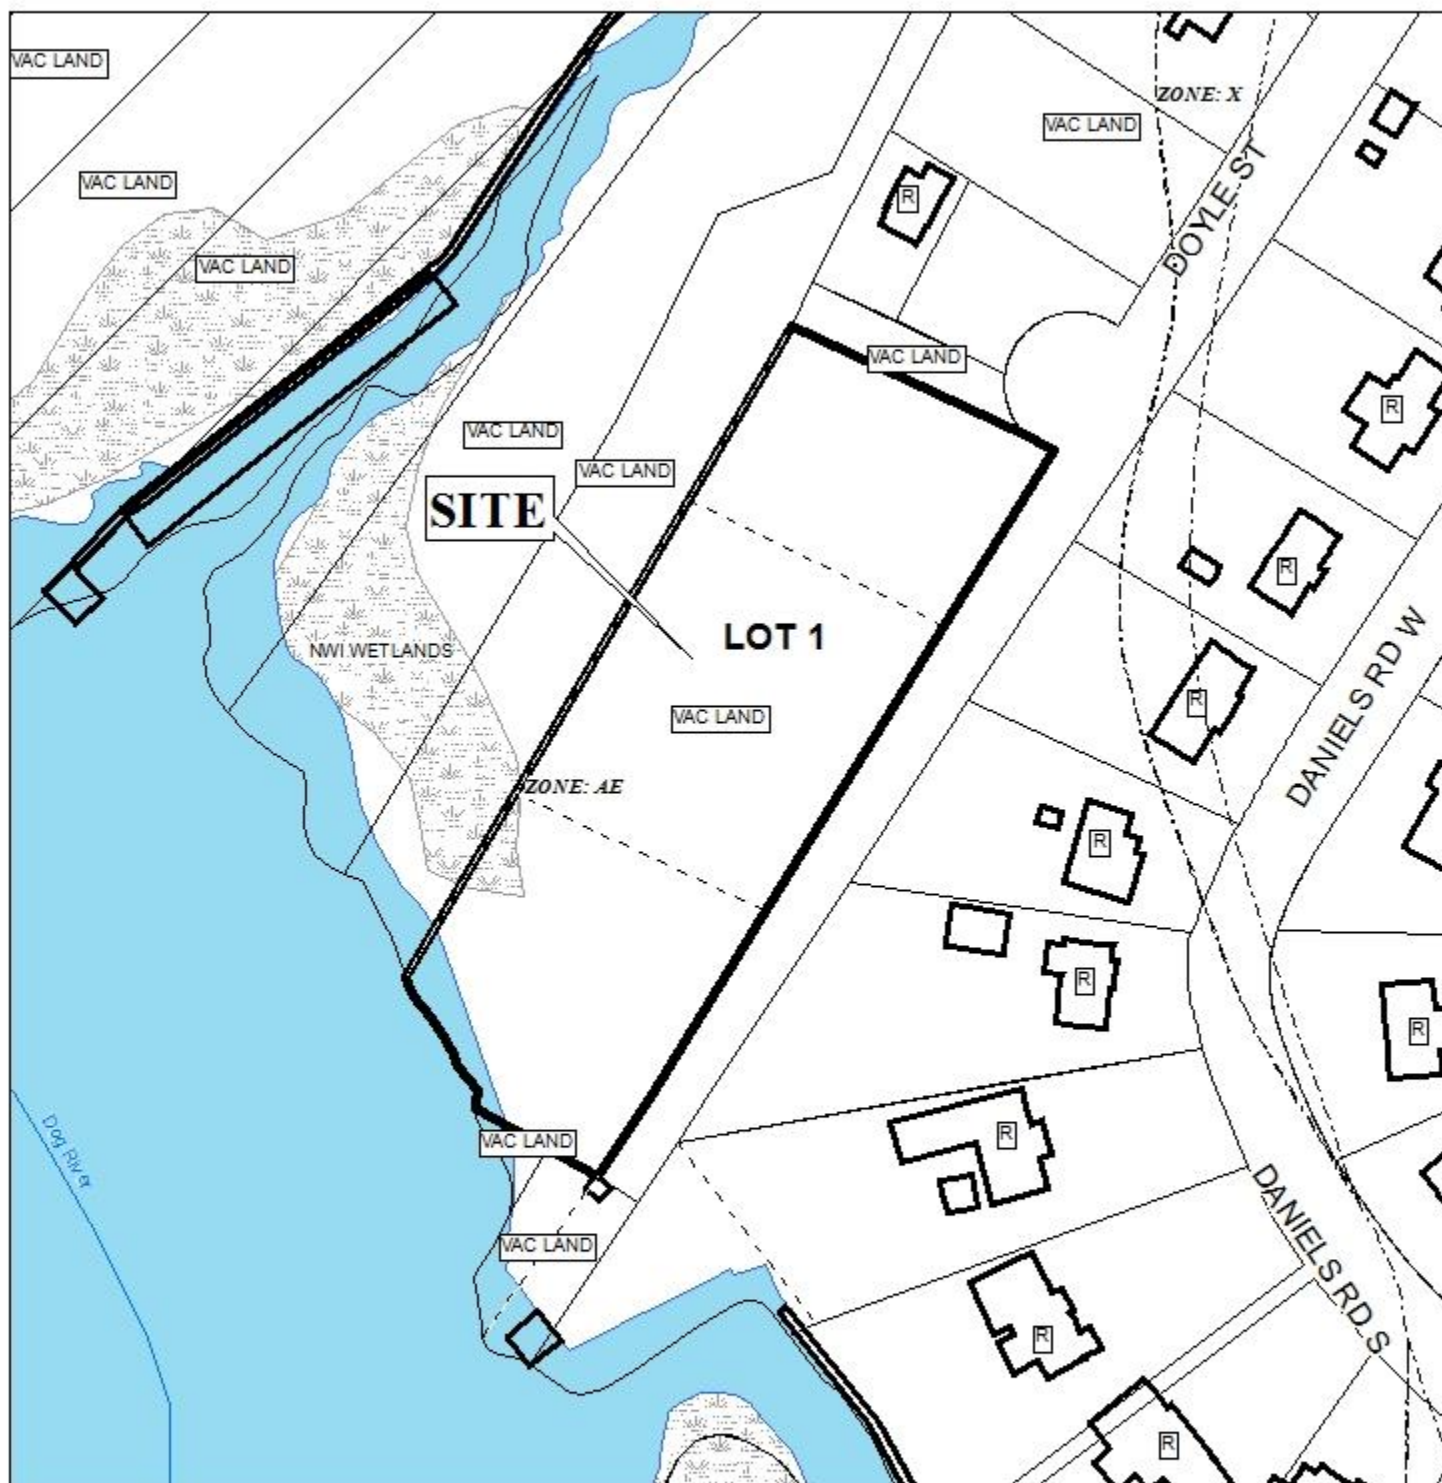 VAC LAND
ZONE: X
VAC LAND
VAC LAND
R
DOYLE ST
VAC LAND
VAC LAND
R
VAC LAND
VAC LAND
SITE
R
LOT 1
NWI WETLANDS
R
DANIELS RD W
VAC LAND
ZONE: AE
R
R
R
Dog River
R
VAC LAND
VAC LAND
DANIELS RD S
R
R